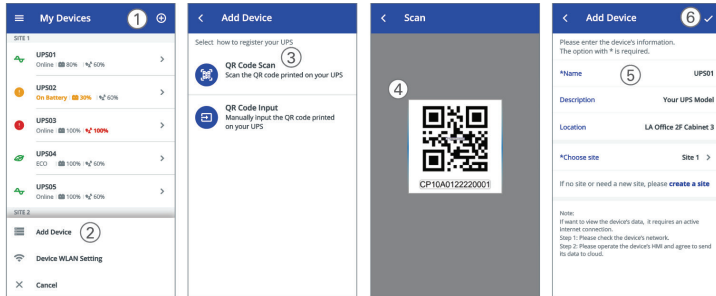 My Devices
1
SITE 1
UPS01
Online 80% 60%
UPS02
On Battery 30% 60%
UPS03
Online 100% 100%
UPS04
ECO 100% 60%
UPS05
Online 100% 60%
SITE 2
Add Device
2
Device WLAN Setting
Cancel
Add Device
Select how to register your UPS
3
QR Code Scan
Scan the QR code printed on your UPS
QR Code Input
Manually input the QR code printed
on your UPS
Scan
4
CP10A0122220001
Add Device
6
Please enter the device's information.
The option with * is required.
*Name UPS01
5
Description Your UPS Model
Location LA Office 2F Cabinet 3
*Choose site Site 1
If no site or need a new site, please create a site
Note:
If want to view the device's data, it requires an active
internet connection.
Step 1: Please check the device's network.
Step 2: Please operate the device's HMI and agree to send
its data to cloud.